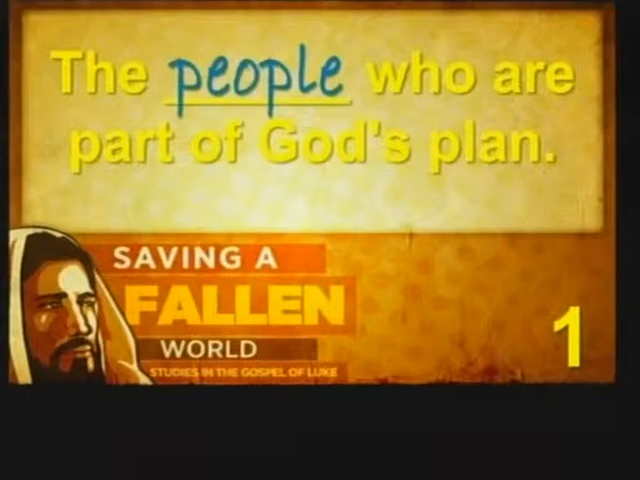 The people who are
part of God's plan.
SAVING A
FALLEN
WORLD
STUDIES IN THE GOSPEL OF LUKE
1